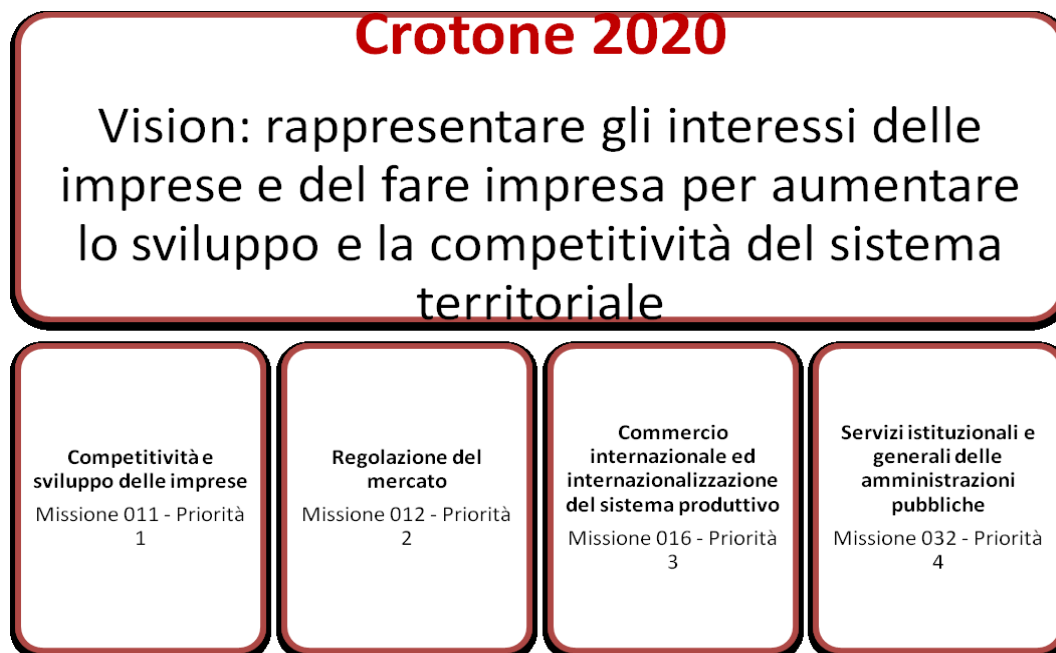 Crotone 2020
Vision: rappresentare gli interessi delle
imprese e del fare impresa per aumentare
lo sviluppo e la competitività del sistema
territoriale
Competitività e
sviluppo delle imprese
Missione 011 - Priorità
1
Regolazione del
mercato
Missione 012 - Priorità
2
Commercio
internazionale ed
internazionalizzazione
del sistema produttivo
Missione 016 - Priorità
3
Servizi istituzionali e
generali delle
amministrazioni
pubbliche
Missione 032 - Priorità
4